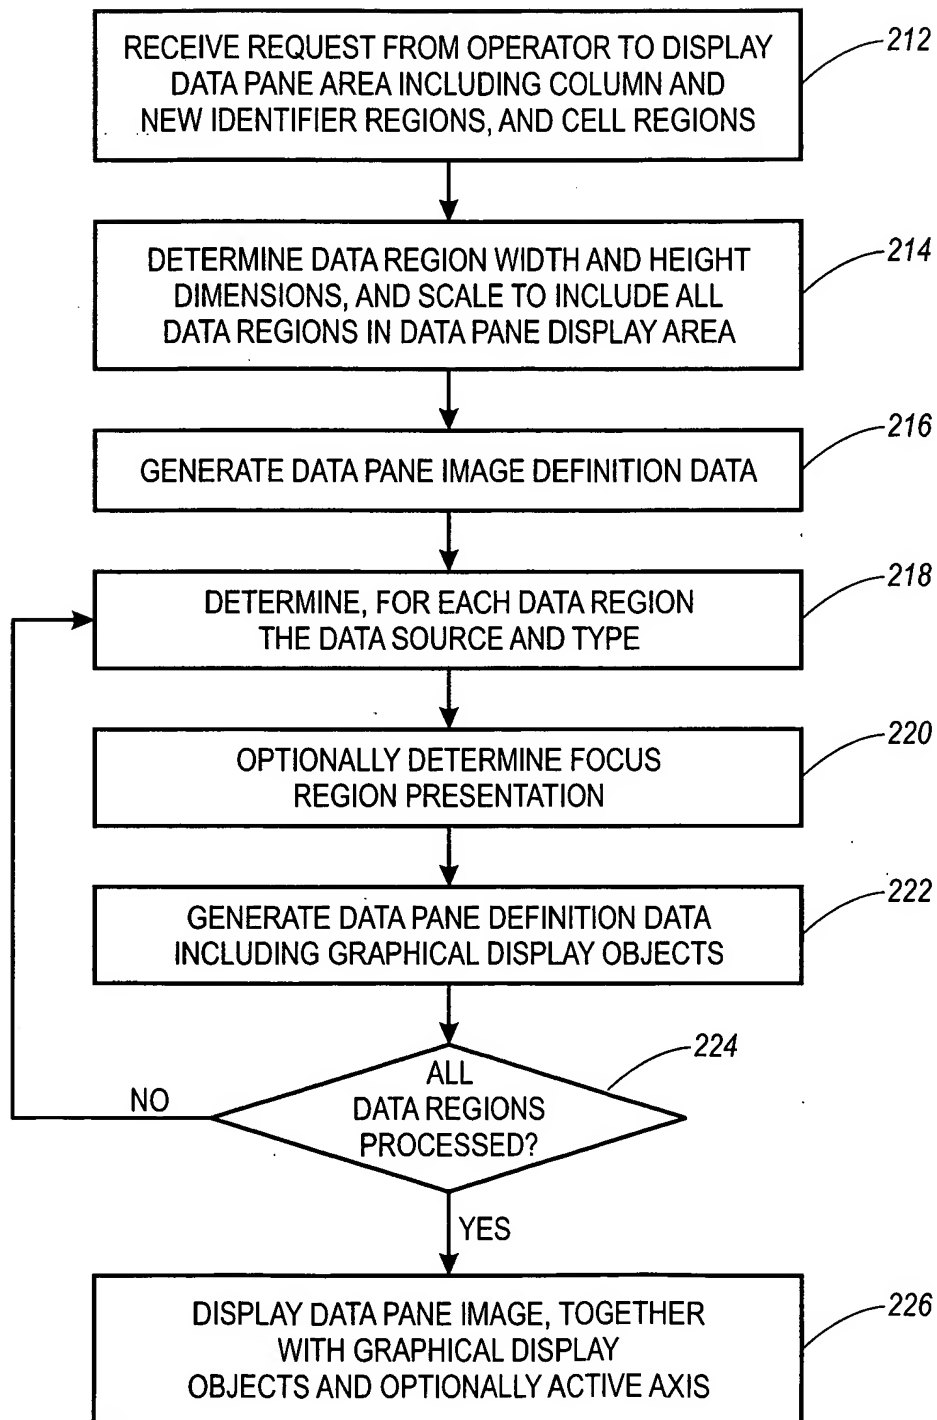 RECEIVE REQUEST FROM OPERATOR TO DISPLAY
DATA PANE AREA INCLUDING COLUMN AND
NEW IDENTIFIER REGIONS, AND CELL REGIONS
212
DETERMINE DATA REGION WIDTH AND HEIGHT
DIMENSIONS, AND SCALE TO INCLUDE ALL
DATA REGIONS IN DATA PANE DISPLAY AREA
214
GENERATE DATA PANE IMAGE DEFINITION DATA
216
DETERMINE, FOR EACH DATA REGION
THE DATA SOURCE AND TYPE
218
OPTIONALLY DETERMINE FOCUS
REGION PRESENTATION
220
GENERATE DATA PANE DEFINITION DATA
INCLUDING GRAPHICAL DISPLAY OBJECTS
222
ALL
DATA REGIONS
PROCESSED?
224
NO
YES
DISPLAY DATA PANE IMAGE, TOGETHER
WITH GRAPHICAL DISPLAY
OBJECTS AND OPTIONALLY ACTIVE AXIS
226